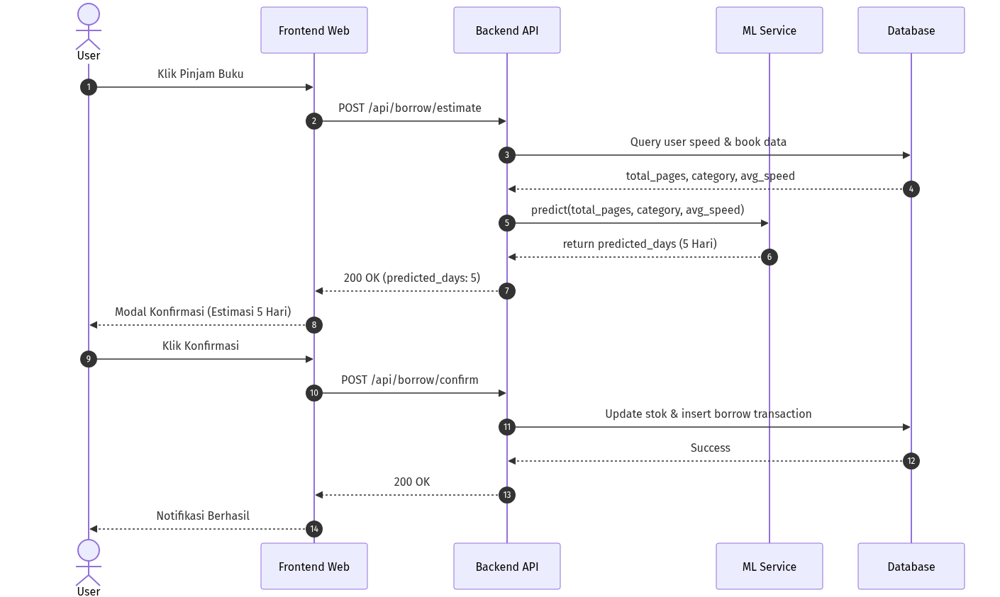 User
Frontend Web
Backend API
ML Service
Database
Klik Pinjam Buku
1
POST /api/borrow/estimate
2
Query user speed & book data
3
total_pages, category, avg_speed
4
predict(total_pages, category, avg_speed)
5
return predicted_days (5 Hari)
6
200 OK (predicted_days: 5)
7
Modal Konfirmasi (Estimasi 5 Hari)
8
Klik Konfirmasi
9
POST /api/borrow/confirm
10
Update stok & insert borrow transaction
11
Success
12
200 OK
13
Notifikasi Berhasil
14
User
Frontend Web
Backend API
ML Service
Database